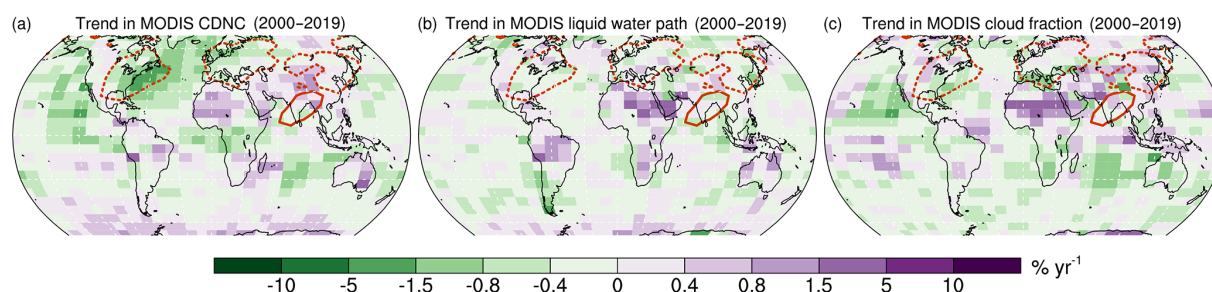 (a) Trend in MODIS CDNC (2000−2019)
(b) Trend in MODIS liquid water path (2000−2019)
(c) Trend in MODIS cloud fraction (2000−2019)
-10 -5 -1.5 -0.8 -0.4 0 0.4 0.8 1.5 5 10 % yr-1